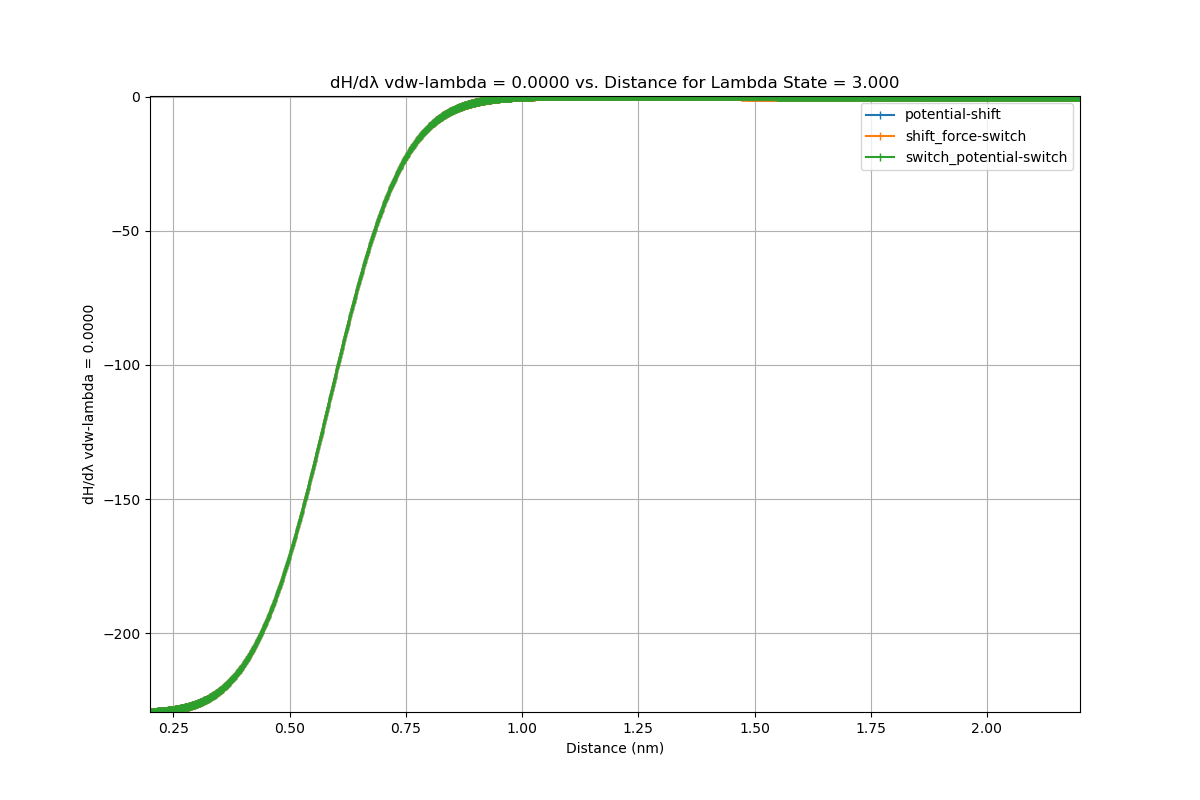 dH/dλ vdw-lambda = 0.0000 vs. Distance for Lambda State = 3.000
potential-shift
shift_force-switch
switch_potential-switch
dH/dλ vdw-lambda = 0.0000
0
−50
−100
−150
−200
0.25 0.50 0.75 1.00 1.25 1.50 1.75 2.00
Distance (nm)